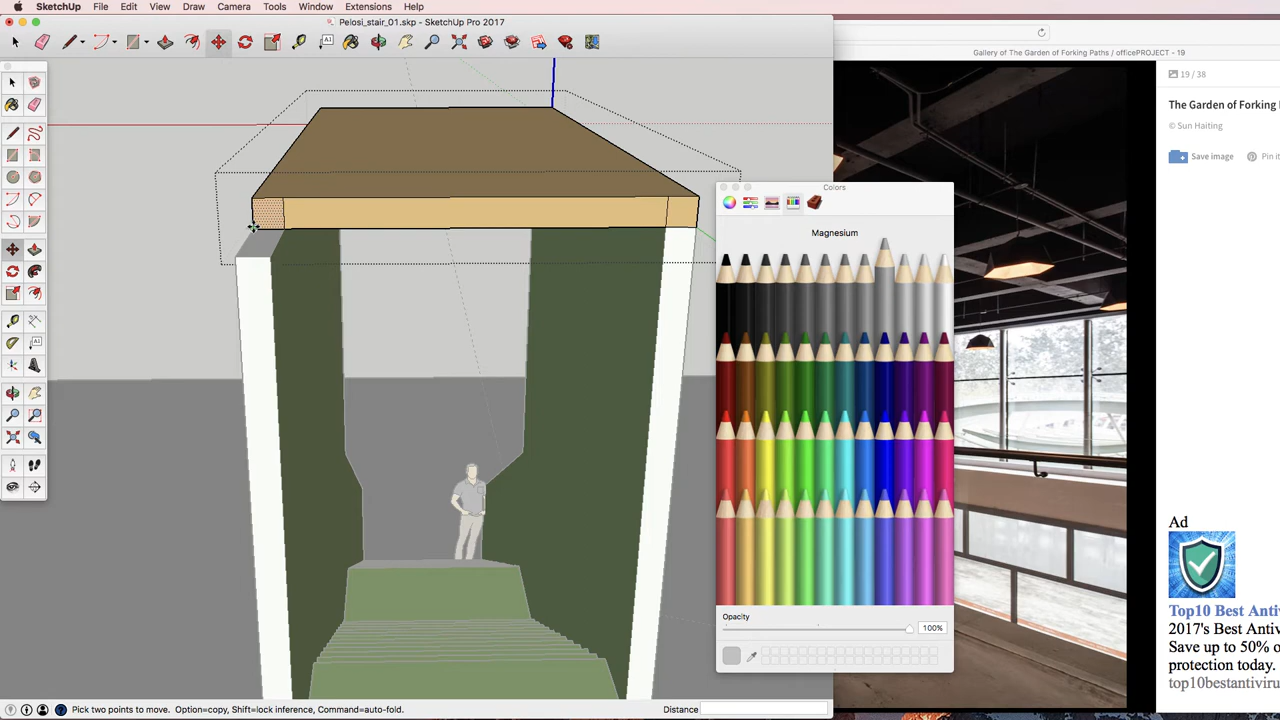 SketchUp File Edit View Draw Camera Tools Window Extensions Help
Pelosi_stair_01.skp - SketchUp Pro 2017
Gallery of The Garden of Forking Paths / officePROJECT - 19
19 / 38
The Garden of Forking
© Sun Haiting
Save image Pin it
Colors
Magnesium
Opacity
100%
Ad
Top10 Best Anti
2017's Best Antiv
Save up to 50% o
protection today.
top10bestantiviru
Pick two points to move. Option=copy, Shift=lock inference, Command=auto-fold.
Distance